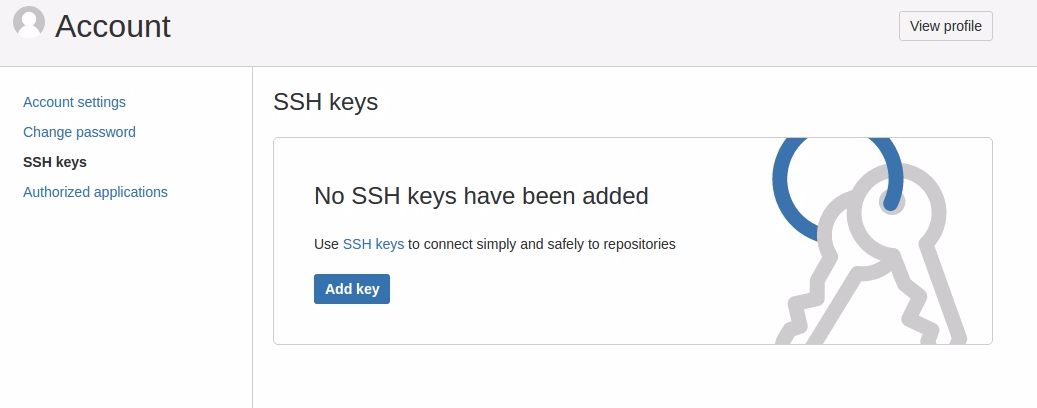 Account
View profile
Account settings
Change password
SSH keys
Authorized applications
SSH keys
No SSH keys have been added
Use SSH keys to connect simply and safely to repositories
Add key